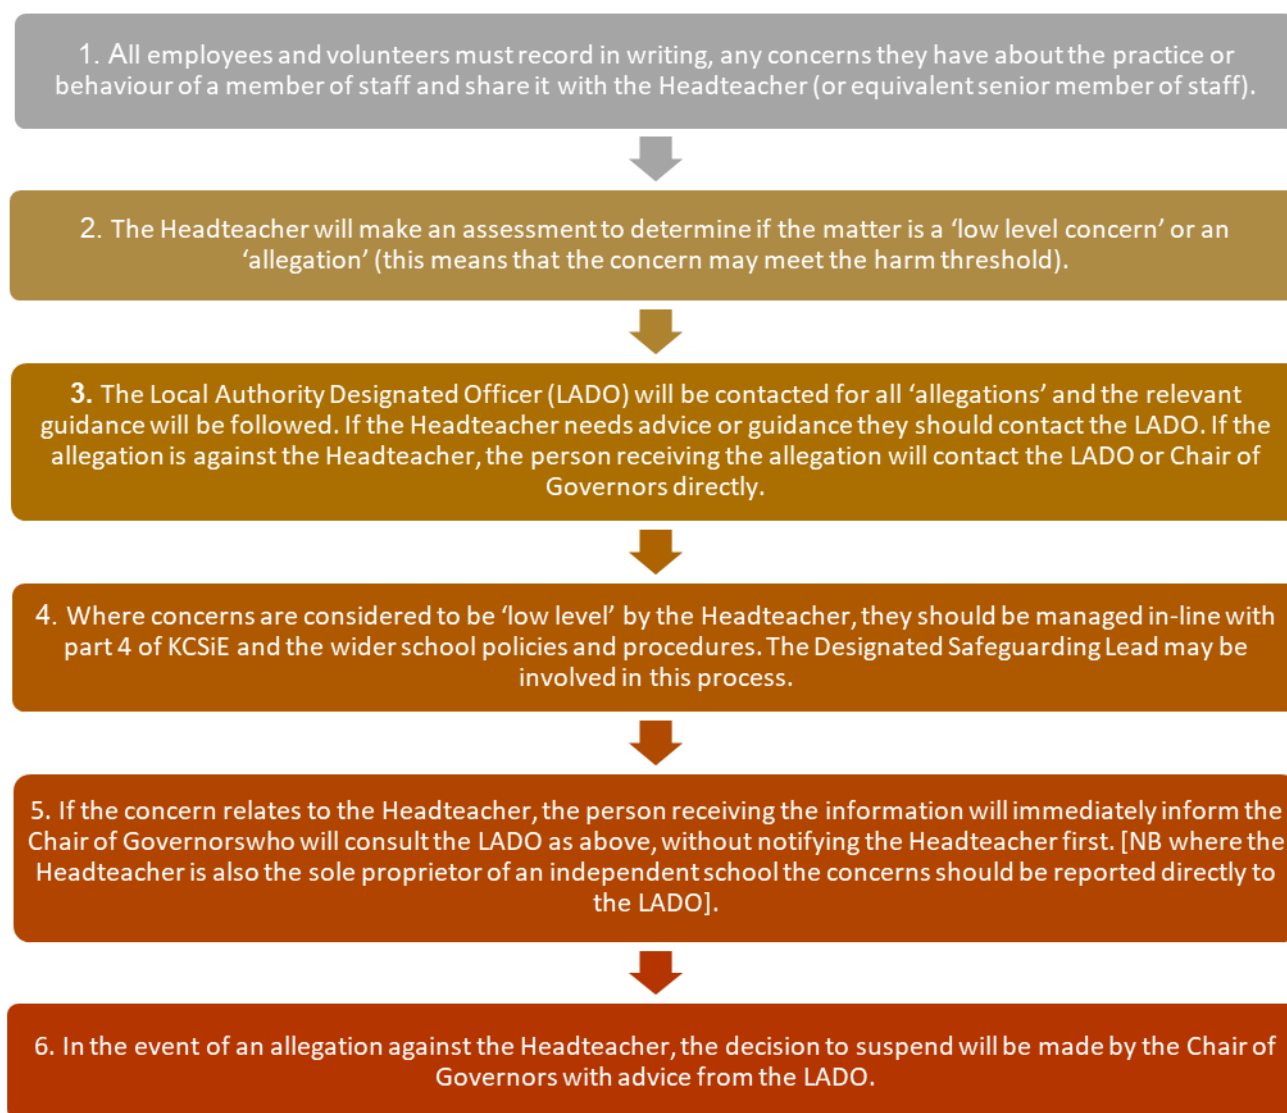 1. All employees and volunteers must record in writing, any concerns they have about the practice or
behaviour of a member of staff and share it with the Headteacher (or equivalent senior member of staff).
2. The Headteacher will make an assessment to determine if the matter is a ‘low level concern’ or an
‘allegation’ (this means that the concern may meet the harm threshold).
3. The Local Authority Designated Officer (LADO) will be contacted for all ‘allegations’ and the relevant
guidance will be followed. If the Headteacher needs advice or guidance they should contact the LADO. If the
allegation is against the Headteacher, the person receiving the allegation will contact the LADO or Chair of
Governors directly.
4. Where concerns are considered to be ‘low level’ by the Headteacher, they should be managed in-line with
part 4 of KCSiE and the wider school policies and procedures. The Designated Safeguarding Lead may be
involved in this process.
5. If the concern relates to the Headteacher, the person receiving the information will immediately inform the
Chair of Governorswho will consult the LADO as above, without notifying the Headteacher first. [NB where the
Headteacher is also the sole proprietor of an independent school the concerns should be reported directly to
the LADO].
6. In the event of an allegation against the Headteacher, the decision to suspend will be made by the Chair of
Governors with advice from the LADO.